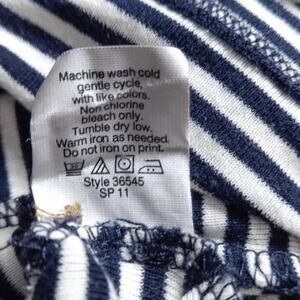 Machine wash cold
gentle cycle,
with like colors.
Non chlorine
bleach only.
Tumble dry low.
Warm iron as needed.
Do not iron on print.
Style 36545
SP 11